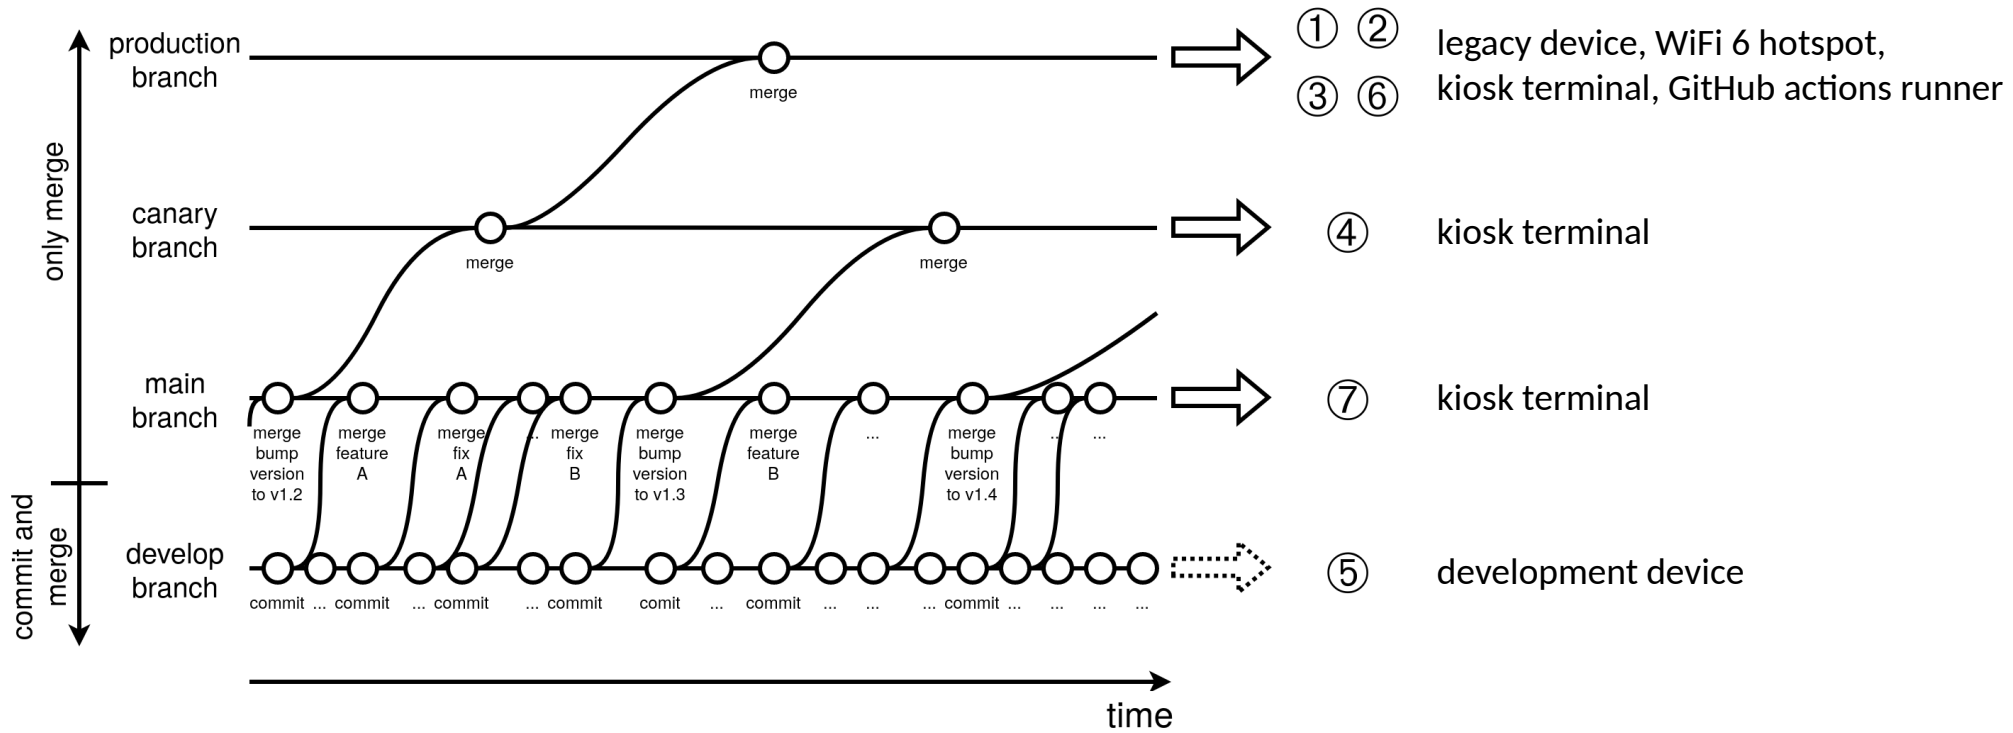 production
branch
merge
① ②
③ ⑥
legacy device, WiFi 6 hotspot,
kiosk terminal, GitHub actions runner
only merge
canary
branch
merge
merge
④
kiosk terminal
main
branch
merge
bump
version
to v1.2
merge
feature
A
merge
fix
A
...
merge
fix
B
merge
bump
version
to v1.3
merge
feature
B
...
merge
bump
version
to v1.4
...
...
⑦
kiosk terminal
commit and
merge
develop
branch
commit ... commit ... commit ... commit comit ... commit ... ... ... commit ... ... ... ...
⑤
development device
time